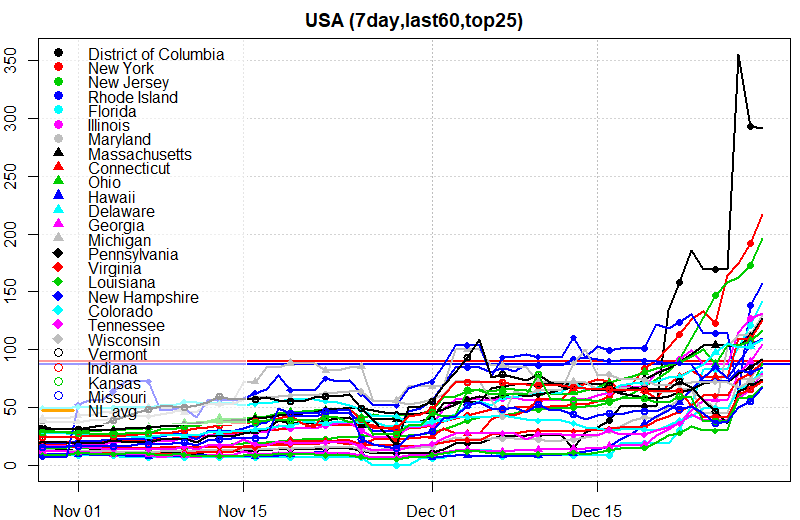 USA (7day,last60,top25)
350
300
250
200
150
100
50
0
District of Columbia
New York
New Jersey
Rhode Island
Florida
Illinois
Maryland
Massachusetts
Connecticut
Ohio
Hawaii
Delaware
Georgia
Michigan
Pennsylvania
Virginia
Louisiana
New Hampshire
Colorado
Tennessee
Wisconsin
Vermont
Indiana
Kansas
Missouri
NL avg
Nov 01
Nov 15
Dec 01
Dec 15